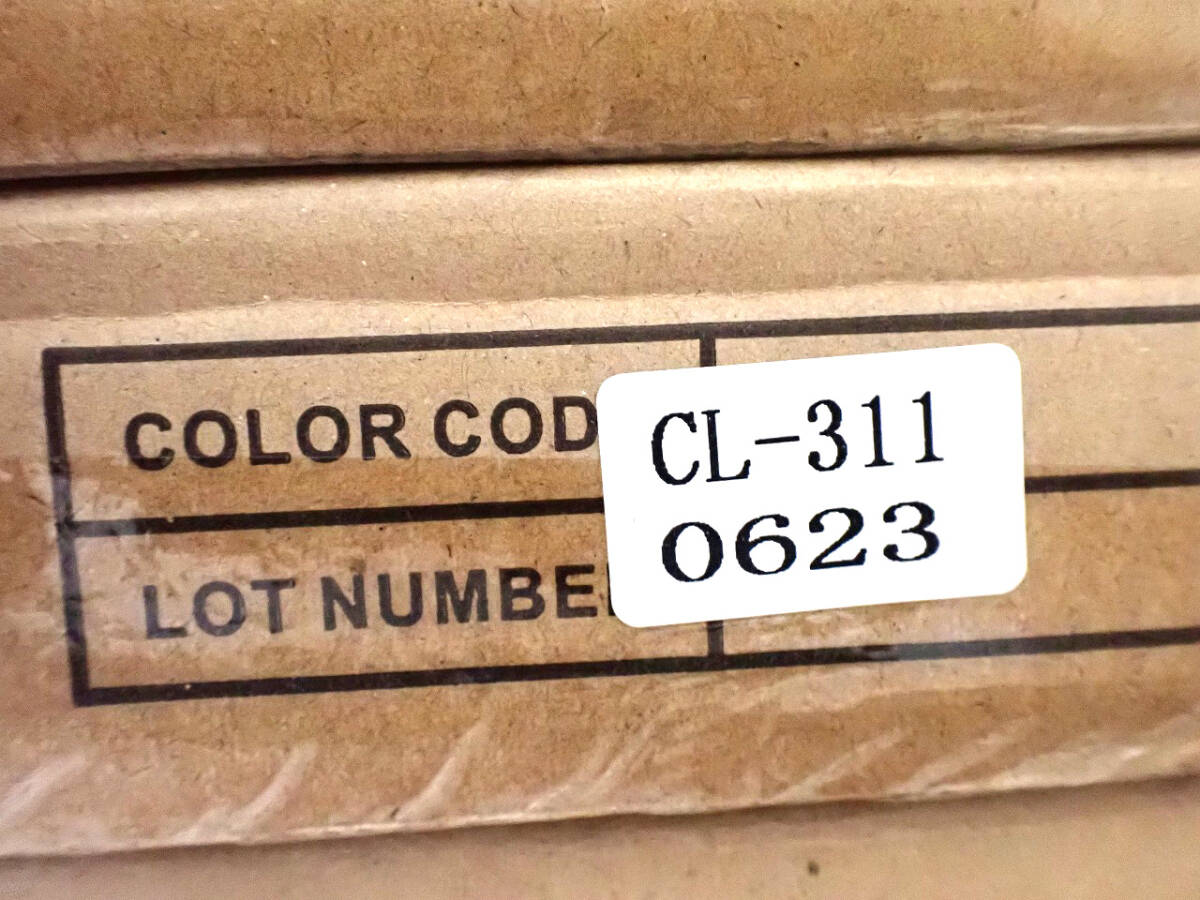 COLOR COD
CL-311
LOT NUMBE
0623